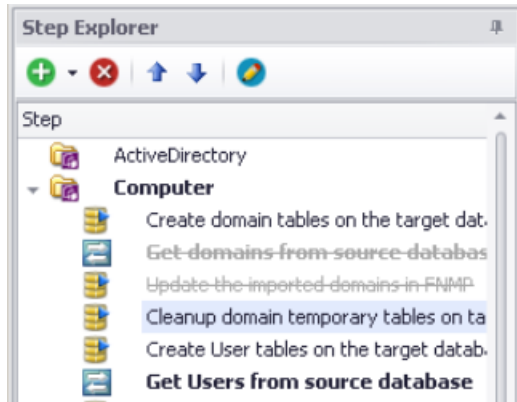 Step Explorer
Step
ActiveDirectory
Computer
Create domain tables on the target dat
Get domains from source databas
Update the imported domains in FNMP
Cleanup domain temporary tables on ta
Create User tables on the target datab
Get Users from source database